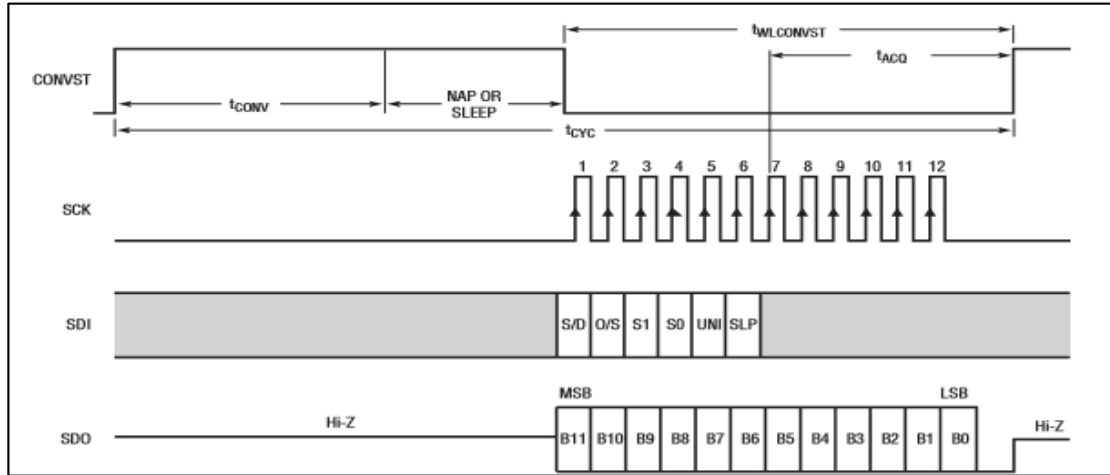 tWLCONVST
tACQ
CONVST
tCONV
NAP OR
SLEEP
tCYC
1 2 3 4 5 6 7 8 9 10 11 12
SCK
SDI
S/D O/S S1 S0 UNI SLP
MSB LSB
SDO
Hi-Z
B11 B10 B9 B8 B7 B6 B5 B4 B3 B2 B1 B0
Hi-Z